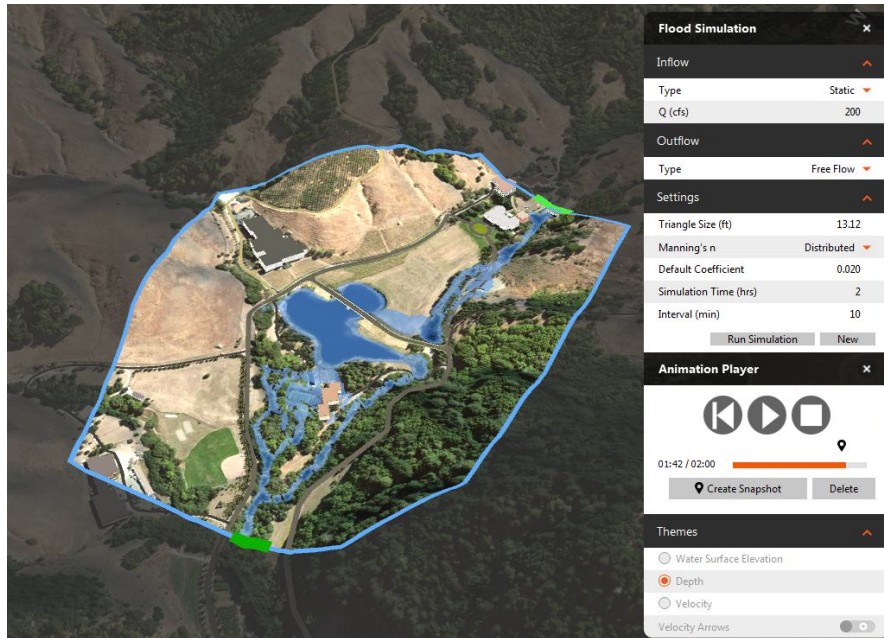 Flood Simulation
Inflow
Type Static
Q (cfs) 200
Outflow
Type Free Flow
Settings
Triangle Size (ft) 13.12
Manning's n Distributed
Default Coefficient 0.020
Simulation Time (hrs) 2
Interval (min) 10
Run Simulation New
Animation Player
01:42 / 02:00
Create Snapshot Delete
Themes
Water Surface Elevation
Depth
Velocity
Velocity Arrows